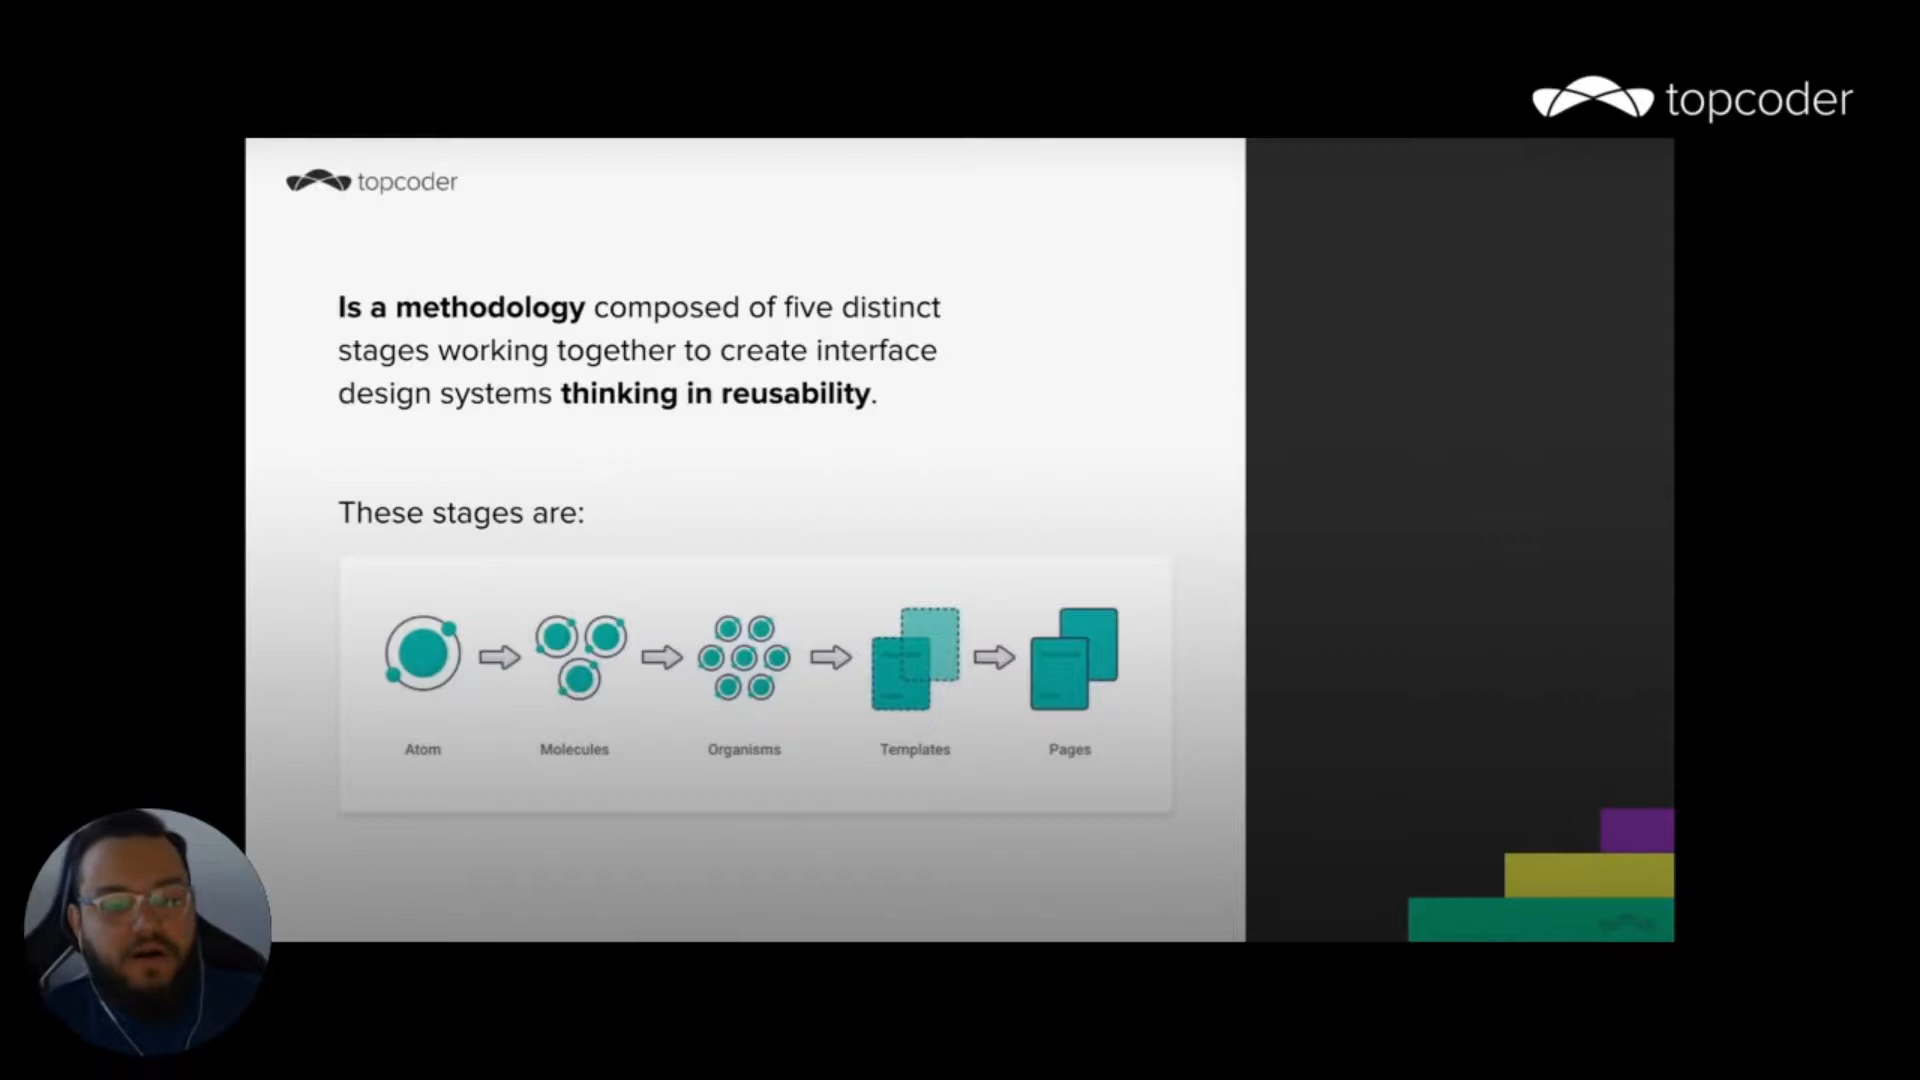 topcoder
topcoder
Is a methodology composed of five distinct
stages working together to create interface
design systems thinking in reusability.
These stages are:
Atom
Molecules
Organisms
Templates
Pages